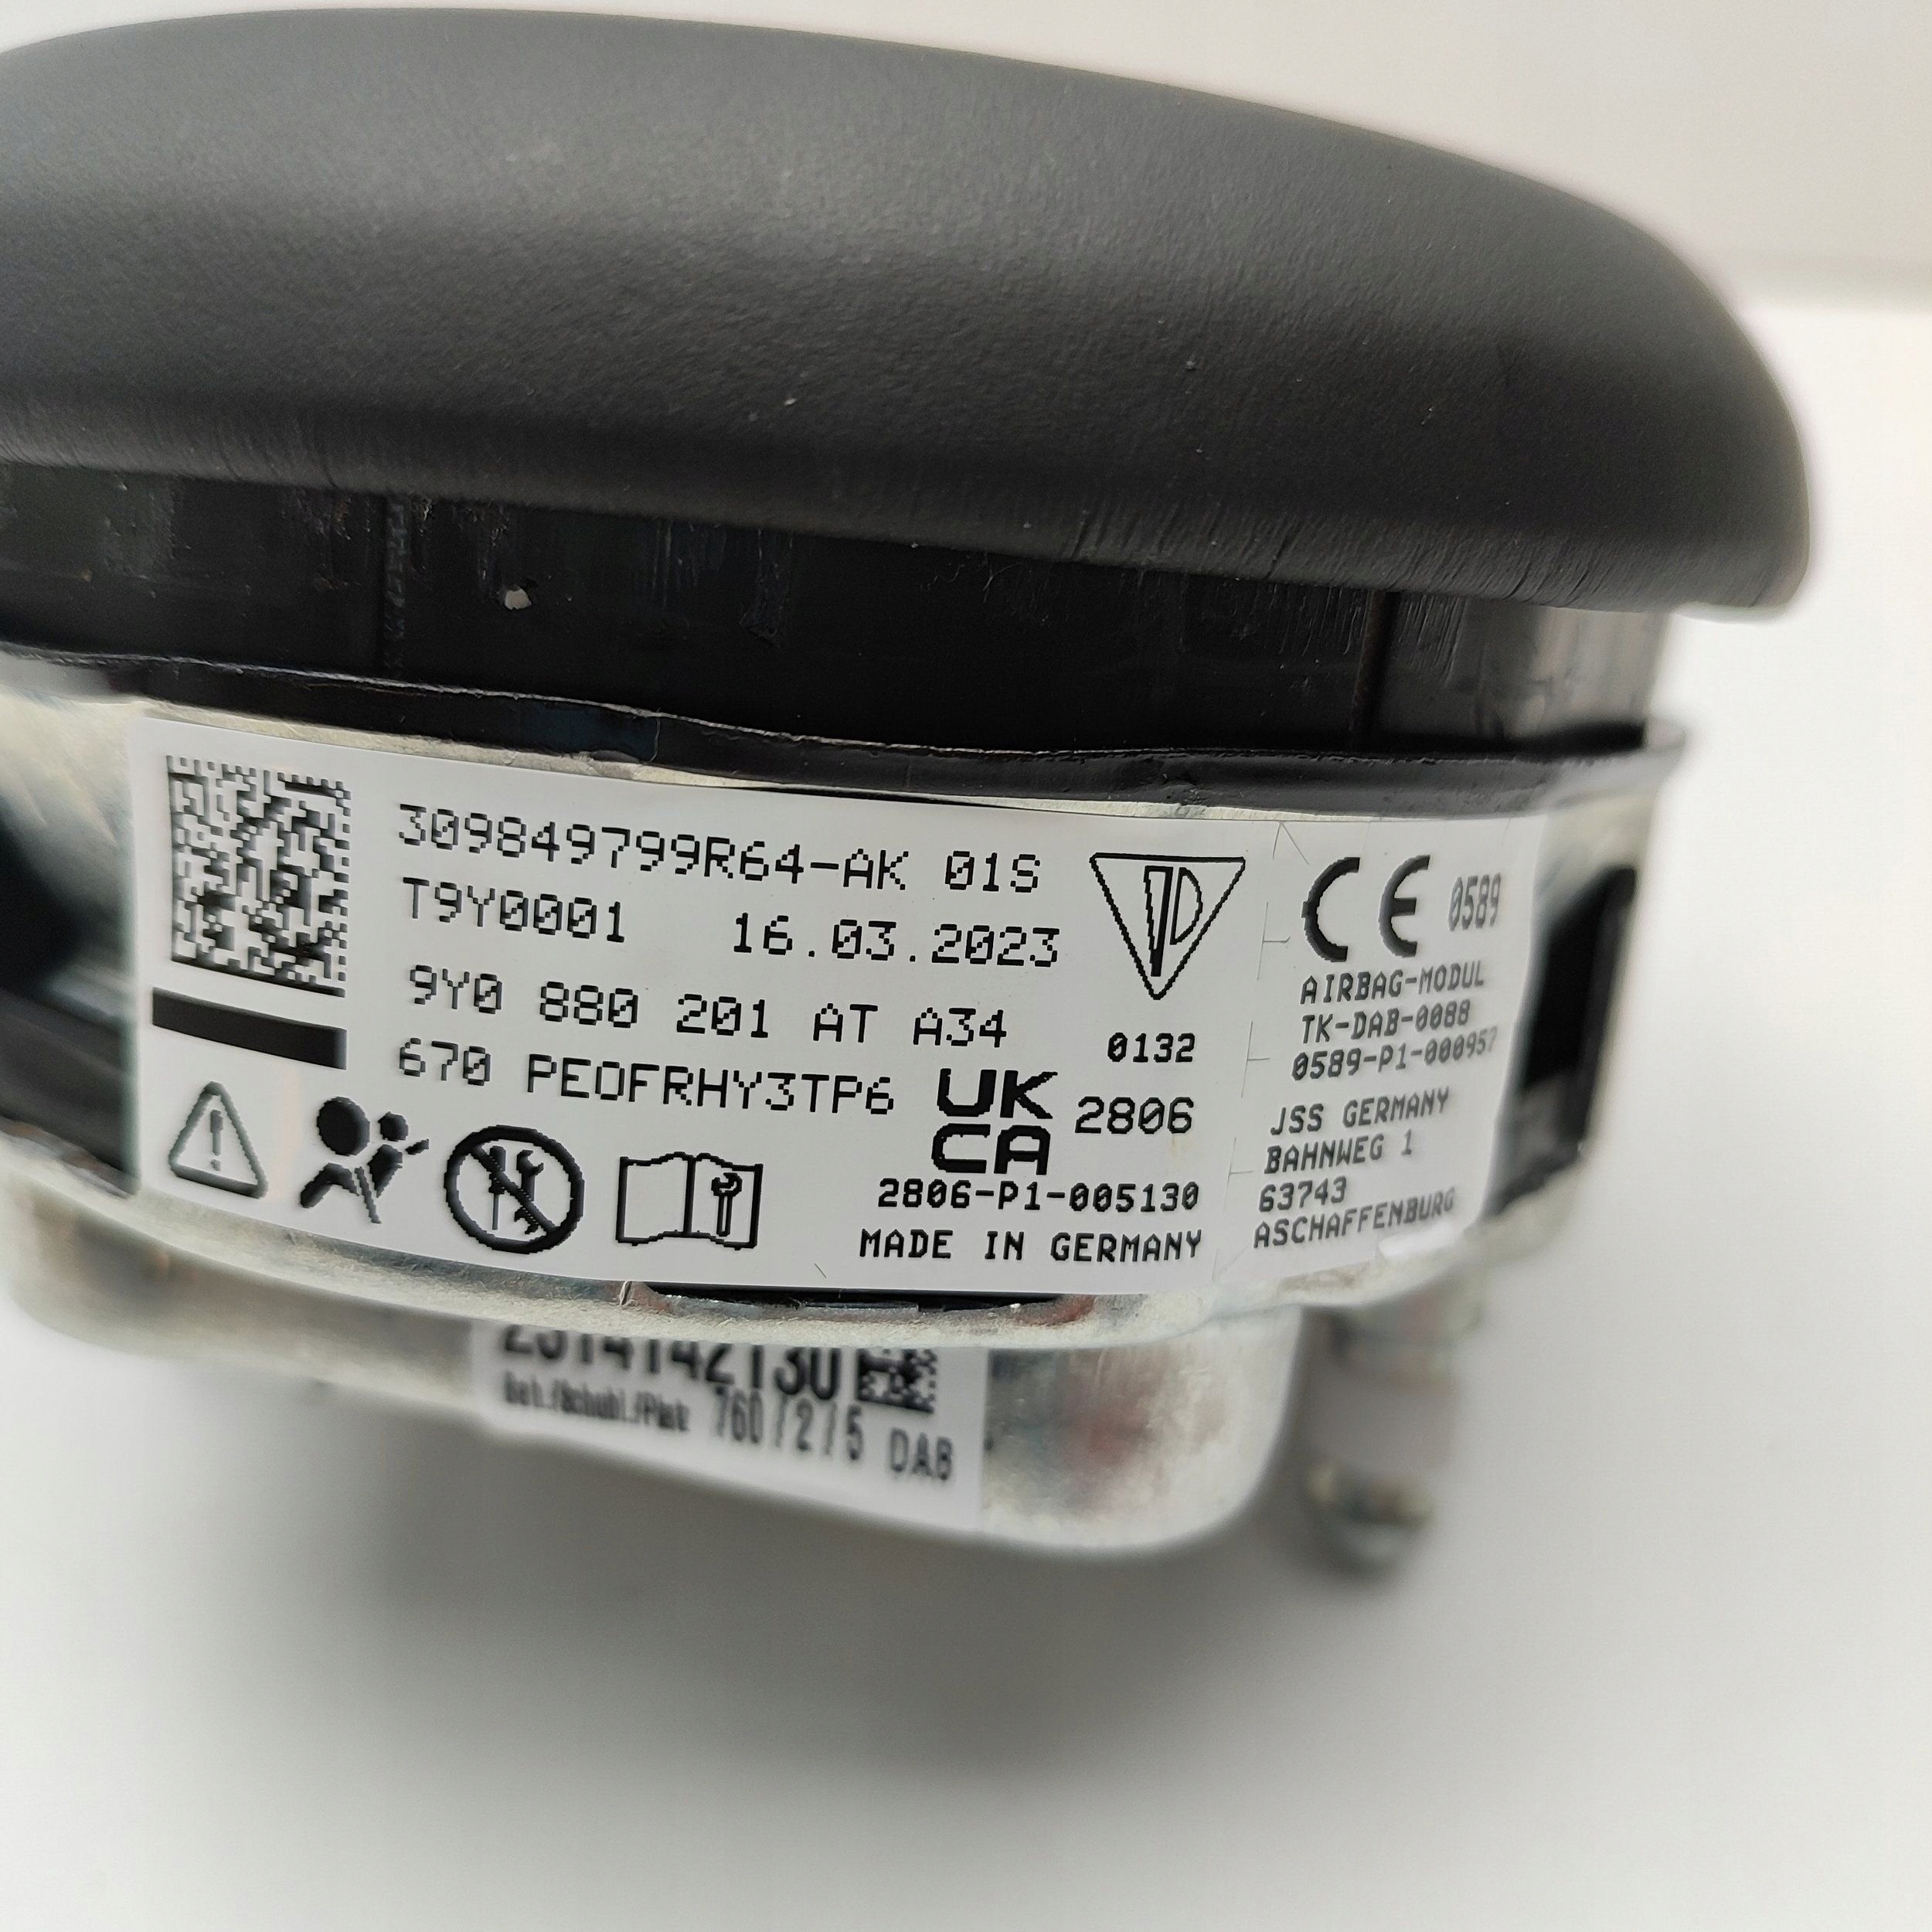 309849799R64-AK 01S
T9Y0001 16.03.2023
9Y0 880 201 AT A34
0132
670 PEOFRHY3TP6
UK
CA
2806
2806-P1-005130
MADE IN GERMANY
CE 0589
AIRBAG-MODUL
TK-DAB-0088
0589-P1-000957
JSS GERMANY
BAHNWEG 1
63743
ASCHAFFENBURG
2314142130
760/2/5 DAB